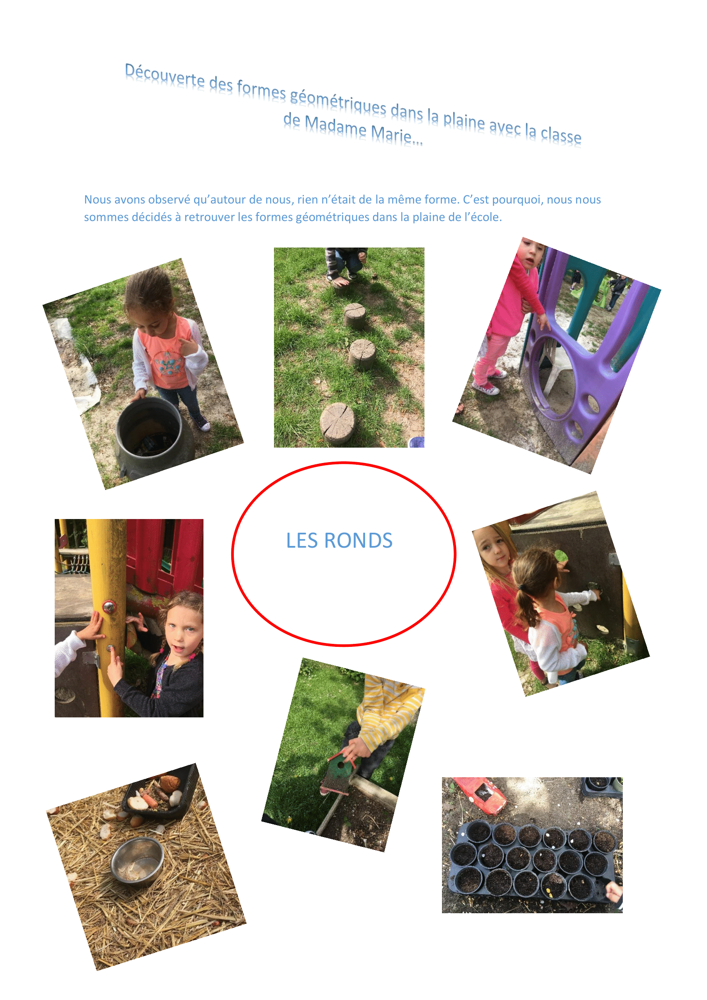 Découverte des formes géométriques dans la plaine avec la classe
de Madame Marie...
Nous avons observé qu’autour de nous, rien n’était de la même forme. C’est pourquoi, nous nous
sommes décidés à retrouver les formes géométriques dans la plaine de l’école.
LES RONDS